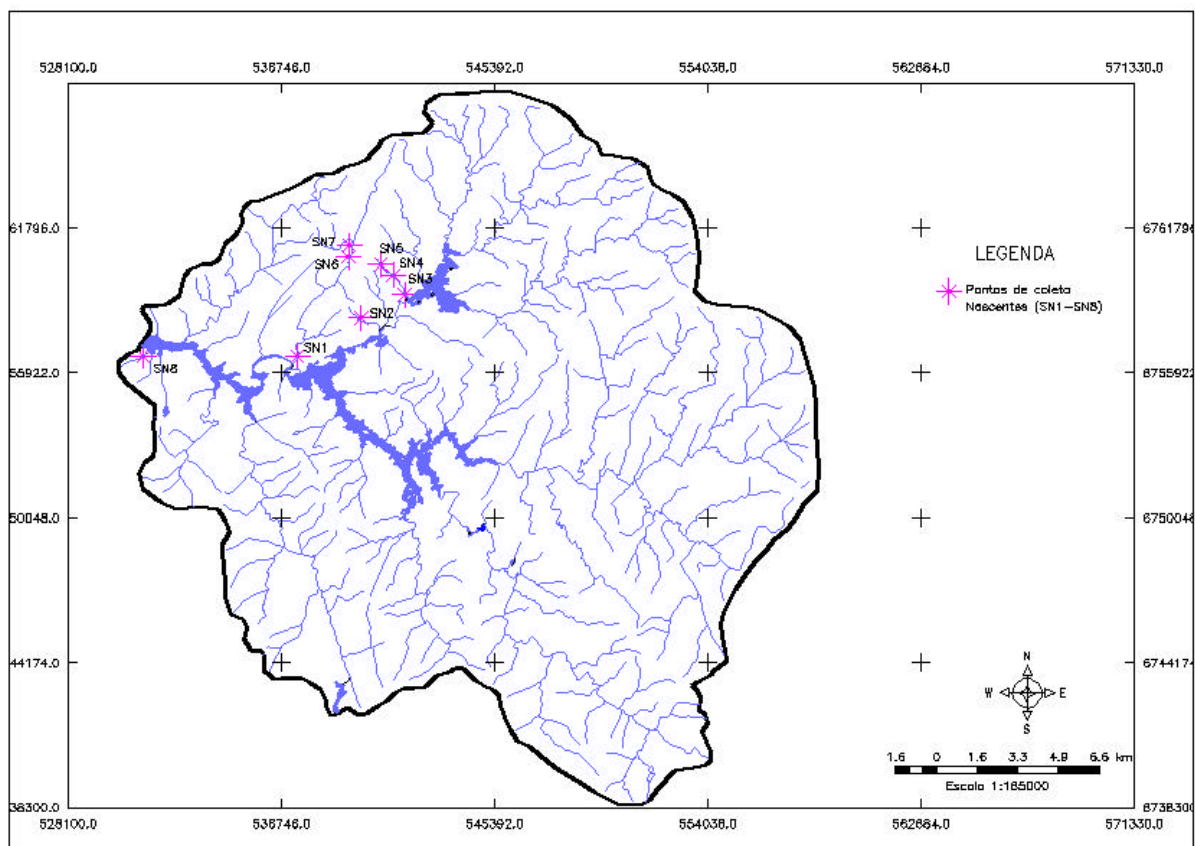 528100.0 536746.0 545392.0 554038.0 562684.0 571330.0
61796.0 6761796
SN7
SN6
SN5
SN4
SN3
SN2
SN1
SN8
LEGENDA
Pontos de coleta
Nascentes (SN1-SN8)
55922.0 6755922
50048.0 6750048
44174.0 6744174
N
W E
S
1.6 0 1.6 3.3 4.9 6.6 km
Escala 1:165000
38300.0 6738300
528100.0 536746.0 545392.0 554038.0 562684.0 571330.0